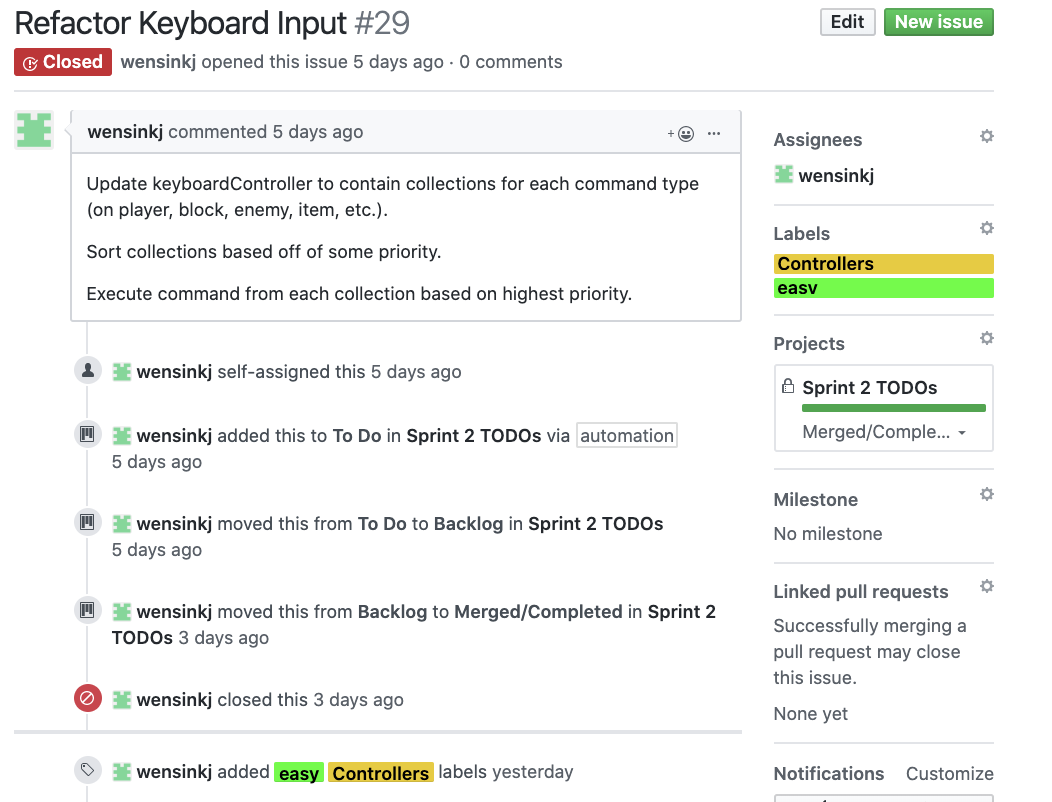 Refactor Keyboard Input #29
Edit
New issue
Closed
wensinkj opened this issue 5 days ago · 0 comments
wensinkj commented 5 days ago
Update keyboardController to contain collections for each command type
(on player, block, enemy, item, etc.).
Sort collections based off of some priority.
Execute command from each collection based on highest priority.
wensinkj self-assigned this 5 days ago
wensinkj added this to To Do in Sprint 2 TODOs via automation
5 days ago
wensinkj moved this from To Do to Backlog in Sprint 2 TODOs
5 days ago
wensinkj moved this from Backlog to Merged/Completed in Sprint 2
TODOs 3 days ago
wensinkj closed this 3 days ago
wensinkj added easy Controllers labels yesterday
Assignees
wensinkj
Labels
Controllers
easy
Projects
Sprint 2 TODOs
Merged/Comple...
Milestone
No milestone
Linked pull requests
Successfully merging a
pull request may close
this issue.
None yet
Notifications
Customize